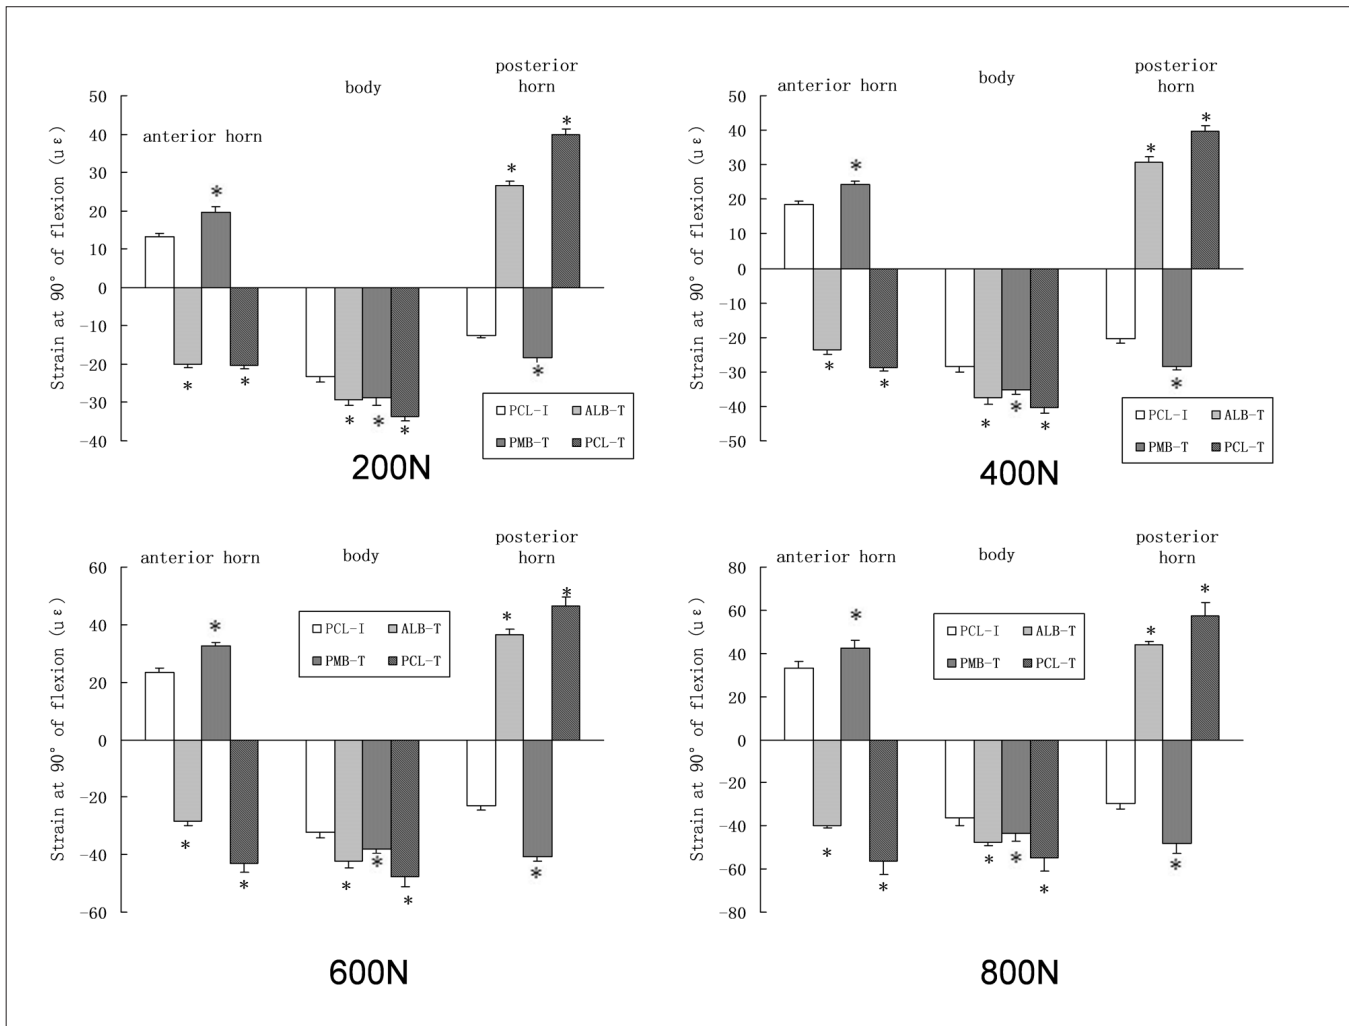 posterior
horn
body
anterior horn
Strain at 90° of flexion (uε)
50
40
30
20
10
0
-10
-20
-30
-40
* * * * * * * * *
PCL-I ALB-T
PMB-T PCL-T
200N
posterior
horn
anterior horn body
Strain at 90° of flexion (uε)
50
40
30
20
10
0
-10
-20
-30
-40
-50
* * * * * * * * *
PCL-I ALB-T
PMB-T PCL-T
400N
posterior
horn
anterior horn body
Strain at 90° of flexion (uε)
60
40
20
0
-20
-40
-60
* * * * * * * * *
PCL-I ALB-T
PMB-T PCL-T
600N
posterior
horn
anterior horn body
Strain at 90° of flexion (uε)
80
60
40
20
0
-20
-40
-60
-80
* * * * * * * * *
PCL-I ALB-T
PMB-T PCL-T
800N